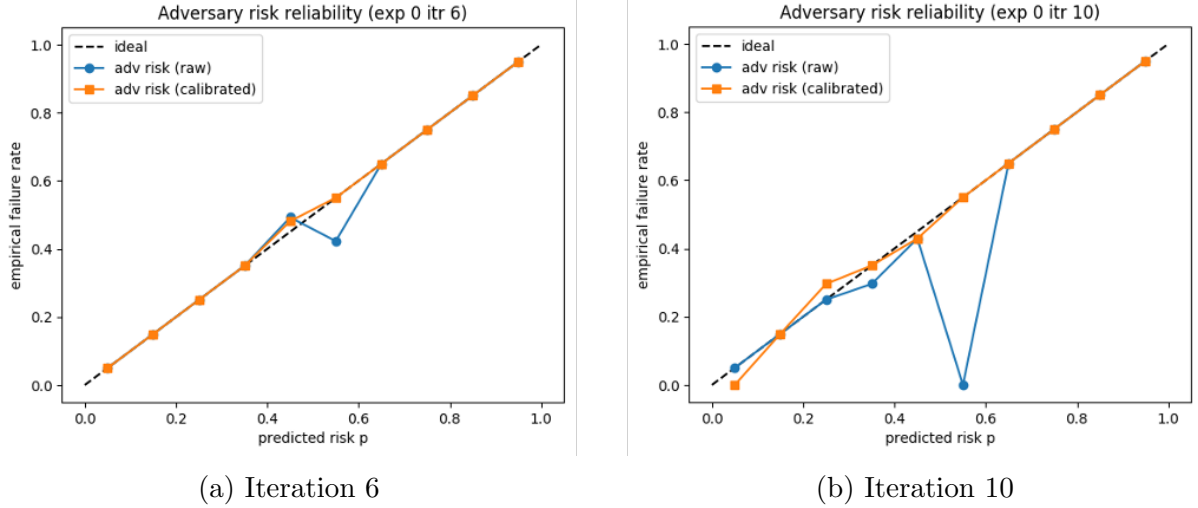 Adversary risk reliability (exp 0 itr 6)
1.0
0.8
0.6
0.4
0.2
0.0
empirical failure rate
ideal
adv risk (raw)
adv risk (calibrated)
0.0 0.2 0.4 0.6 0.8 1.0
predicted risk p
(a) Iteration 6
Adversary risk reliability (exp 0 itr 10)
1.0
0.8
0.6
0.4
0.2
0.0
empirical failure rate
ideal
adv risk (raw)
adv risk (calibrated)
0.0 0.2 0.4 0.6 0.8 1.0
predicted risk p
(b) Iteration 10